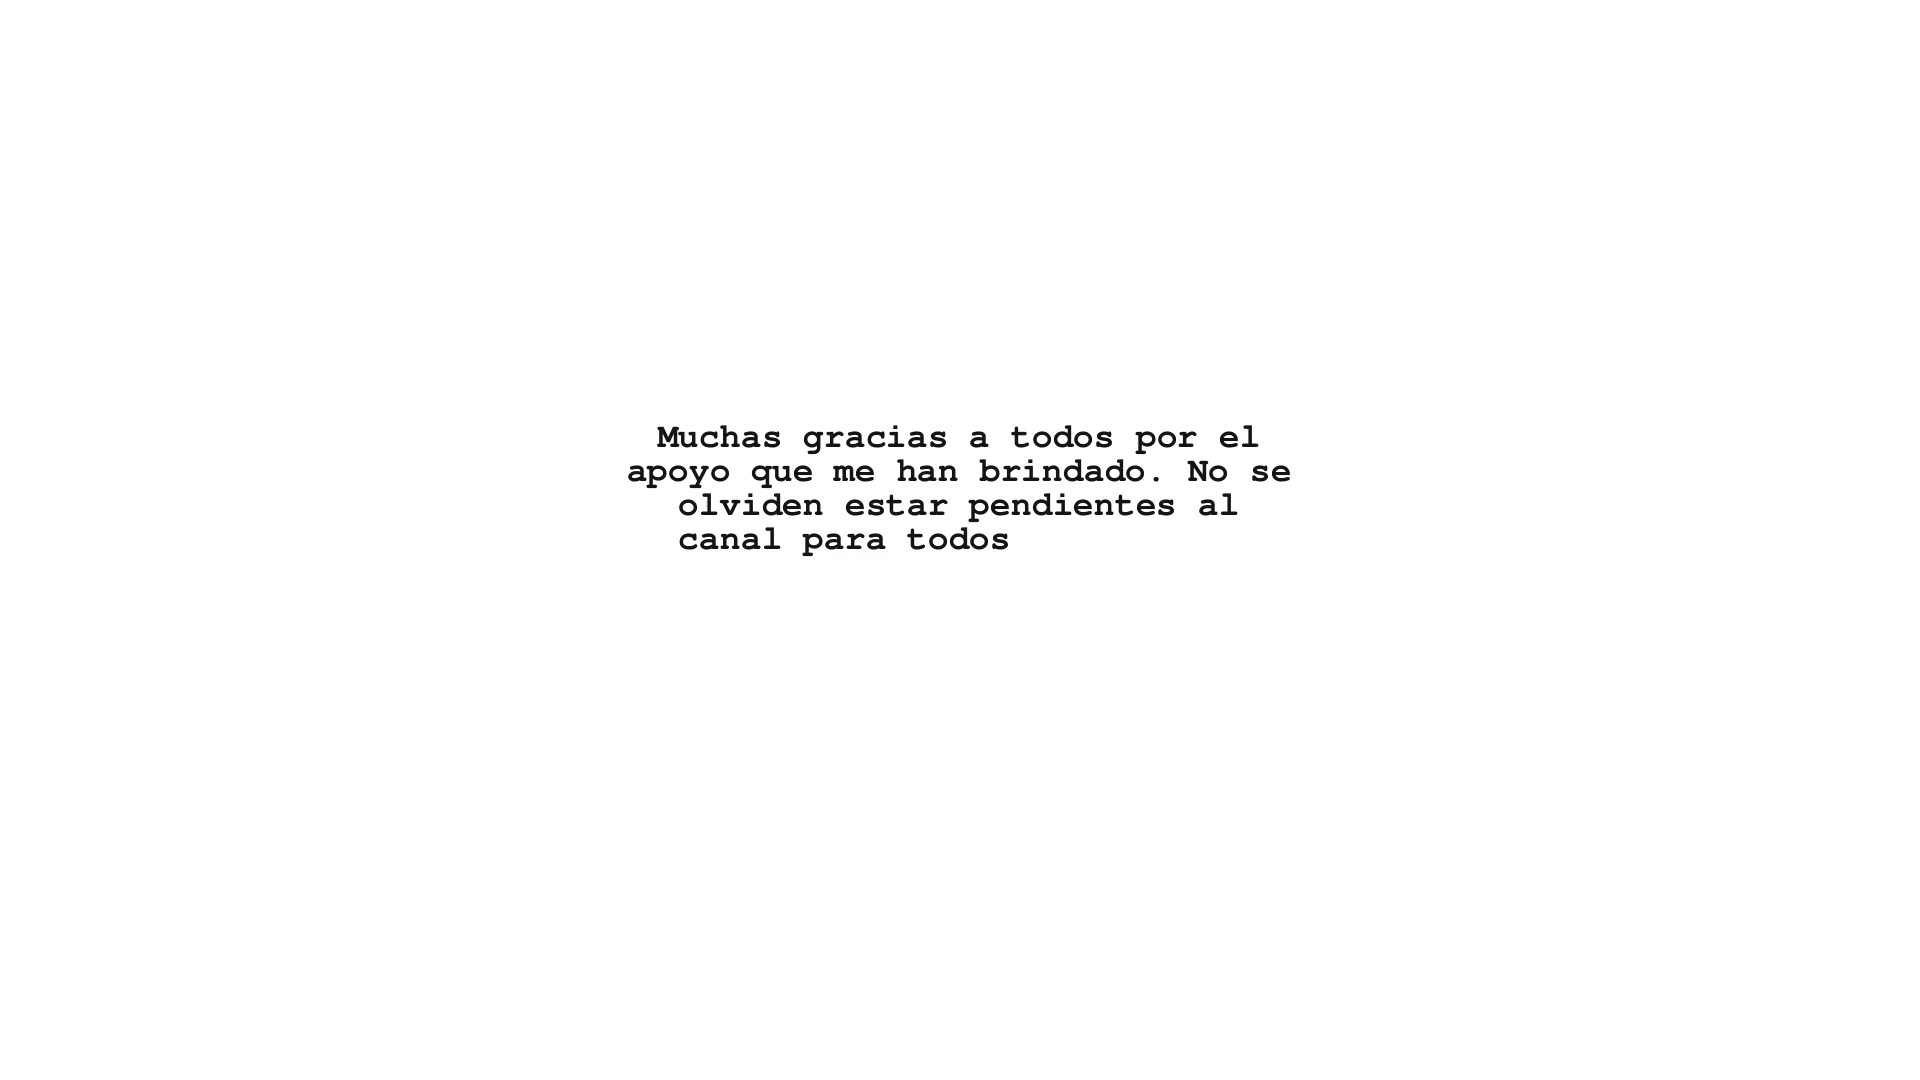 Muchas gracias a todos por el
apoyo que me han brindado. No se
olviden estar pendientes al
canal para todos